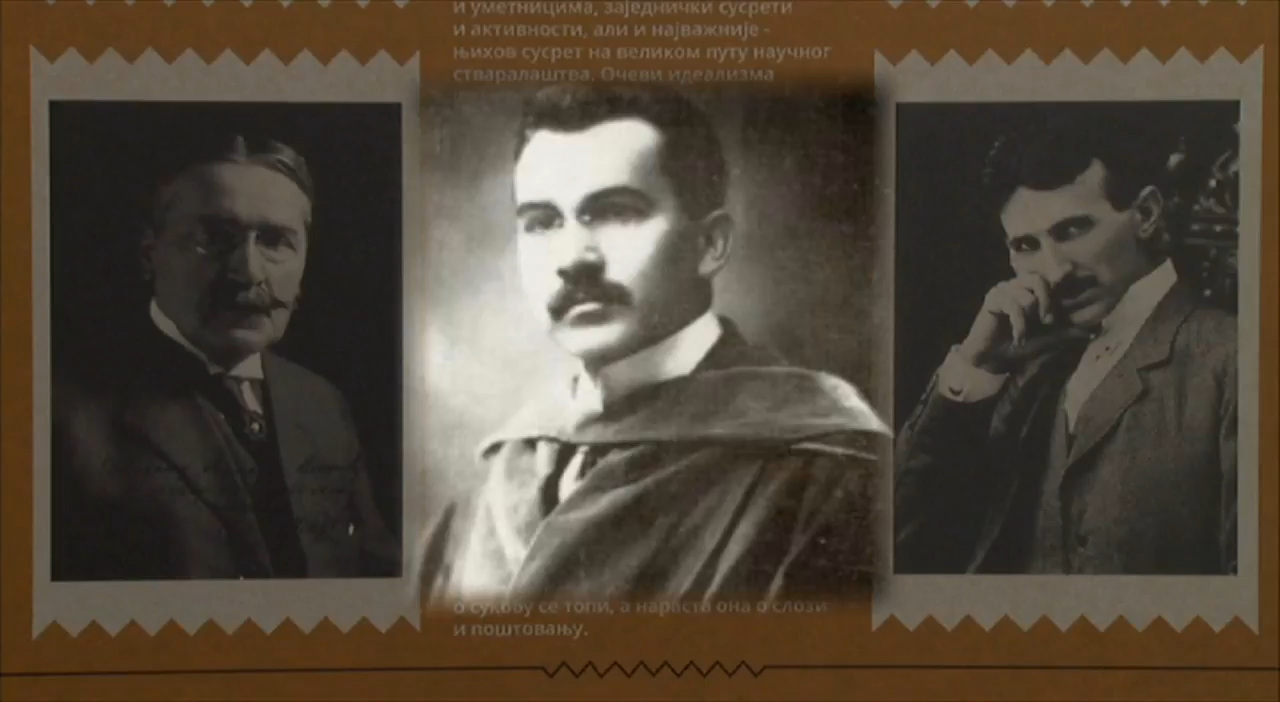 и уметницима, заједнички сусрети
и активности, али и најважније -
њихов сусрет на великом путу научног
стваралаштва. Очеви идеализма
о сукобу се топи, а нараста она о слози
и поштовању.